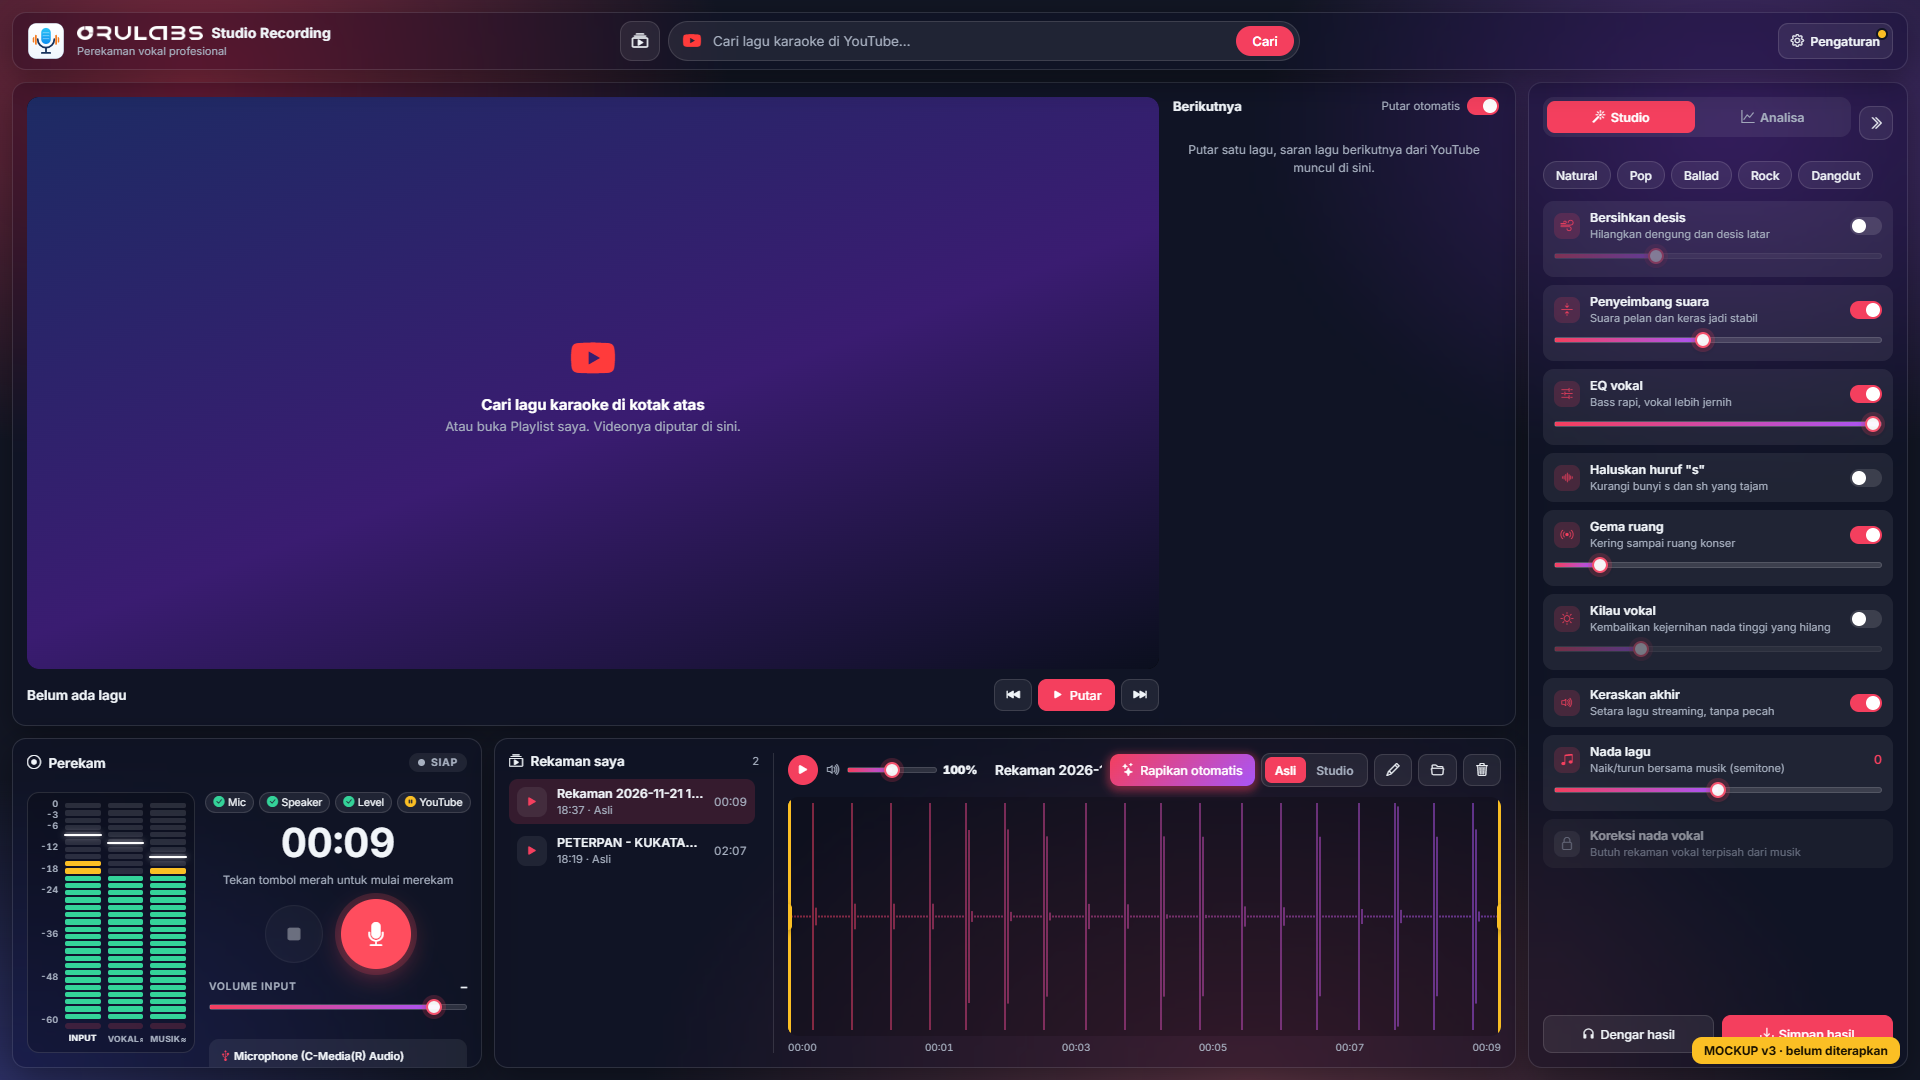 ORULABS Studio Recording
Perekaman vokal profesional
Cari lagu karaoke di YouTube...
Cari
Pengaturan
Cari lagu karaoke di kotak atas
Atau buka Playlist saya. Videonya diputar di sini.
Belum ada lagu
Putar
Berikutnya
Putar otomatis
Putar satu lagu, saran lagu berikutnya dari YouTube
muncul di sini.
Studio
Analisa
Natural
Pop
Ballad
Rock
Dangdut
Bersihkan desis
Hilangkan dengung dan desis latar
Penyeimbang suara
Suara pelan dan keras jadi stabil
EQ vokal
Bass rapi, vokal lebih jernih
Haluskan huruf "s"
Kurangi bunyi s dan sh yang tajam
Gema ruang
Kering sampai ruang konser
Kilau vokal
Kembalikan kejernihan nada tinggi yang hilang
Keraskan akhir
Setara lagu streaming, tanpa pecah
Nada lagu
Naik/turun bersama musik (semitone)
0
Koreksi nada vokal
Butuh rekaman vokal terpisah dari musik
Dengar hasil
Simpan hasil
MOCKUP v3 · belum diterapkan
Perekam
SIAP
0
-3
-6
-12
-18
-24
-36
-48
-60
INPUT
VOKAL
MUSIK
Mic
Speaker
Level
YouTube
00:09
Tekan tombol merah untuk mulai merekam
VOLUME INPUT
–
Microphone (C-Media(R) Audio)
Rekaman saya
2
Rekaman 2026-11-21 1...
18:37 · Asli
00:09
PETERPAN - KUKATA...
18:19 · Asli
02:07
100%
Rekaman 2026-
Rapikan otomatis
Asli
Studio
00:00
00:01
00:03
00:05
00:07
00:09